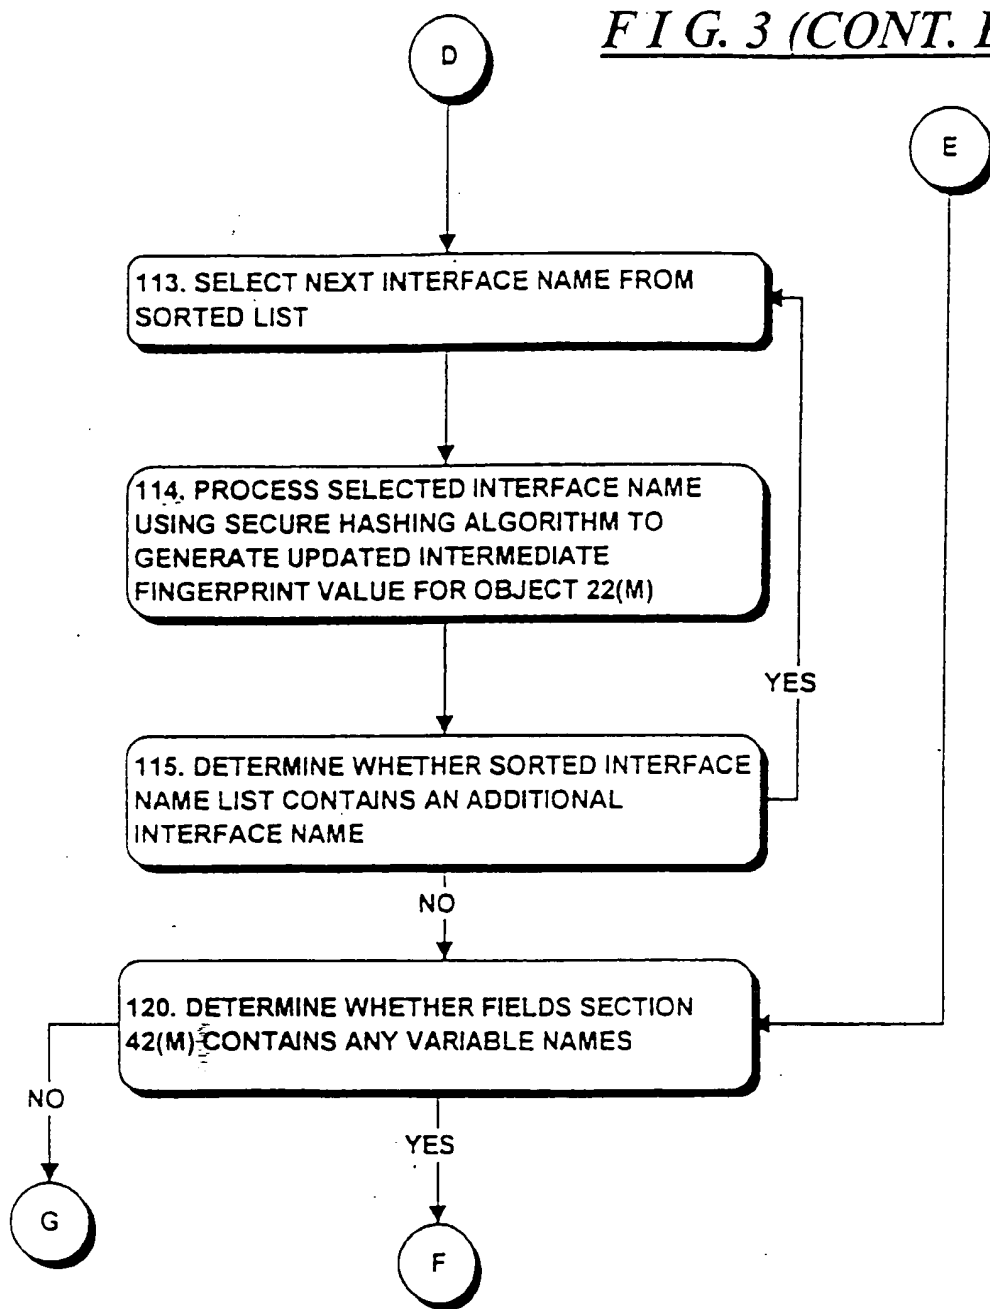 FIG. 3 (CONT. 
D
E
113. SELECT NEXT INTERFACE NAME FROM
SORTED LIST
114. PROCESS SELECTED INTERFACE NAME
USING SECURE HASHING ALGORITHM TO
GENERATE UPDATED INTERMEDIATE
FINGERPRINT VALUE FOR OBJECT 22(M)
YES
115. DETERMINE WHETHER SORTED INTERFACE
NAME LIST CONTAINS AN ADDITIONAL
INTERFACE NAME
NO
120. DETERMINE WHETHER FIELDS SECTION
42(M) CONTAINS ANY VARIABLE NAMES
NO
YES
G
F